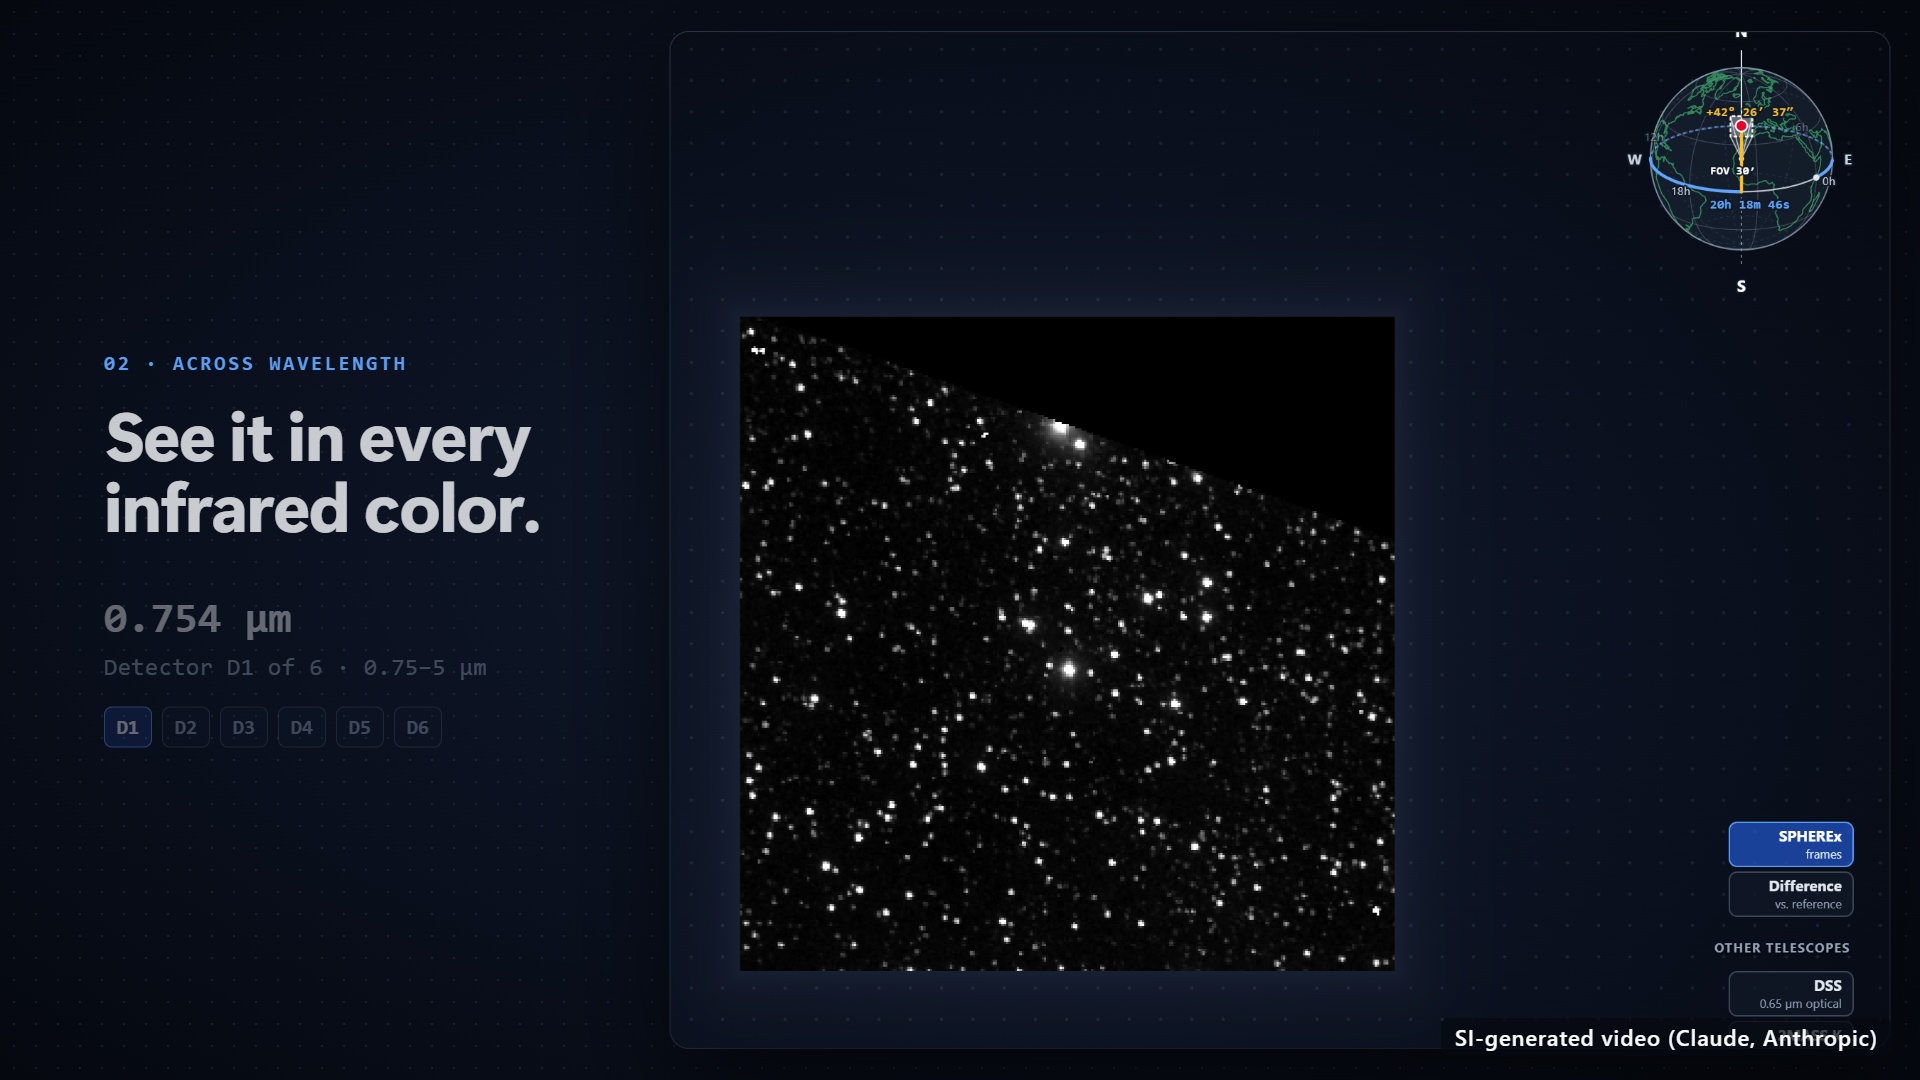 02 · ACROSS WAVELENGTH
See it in every
infrared color.
0.754 µm
Detector D1 of 6 · 0.75–5 µm
D1 D2 D3 D4 D5 D6
N
+42° 26′ 37″
12h
6h
W
E
FOV 30′
0h
18h
20h 18m 46s
S
SPHEREx
frames
Difference
vs. reference
OTHER TELESCOPES
DSS
0.65 µm optical
SI-generated video (Claude, Anthropic)